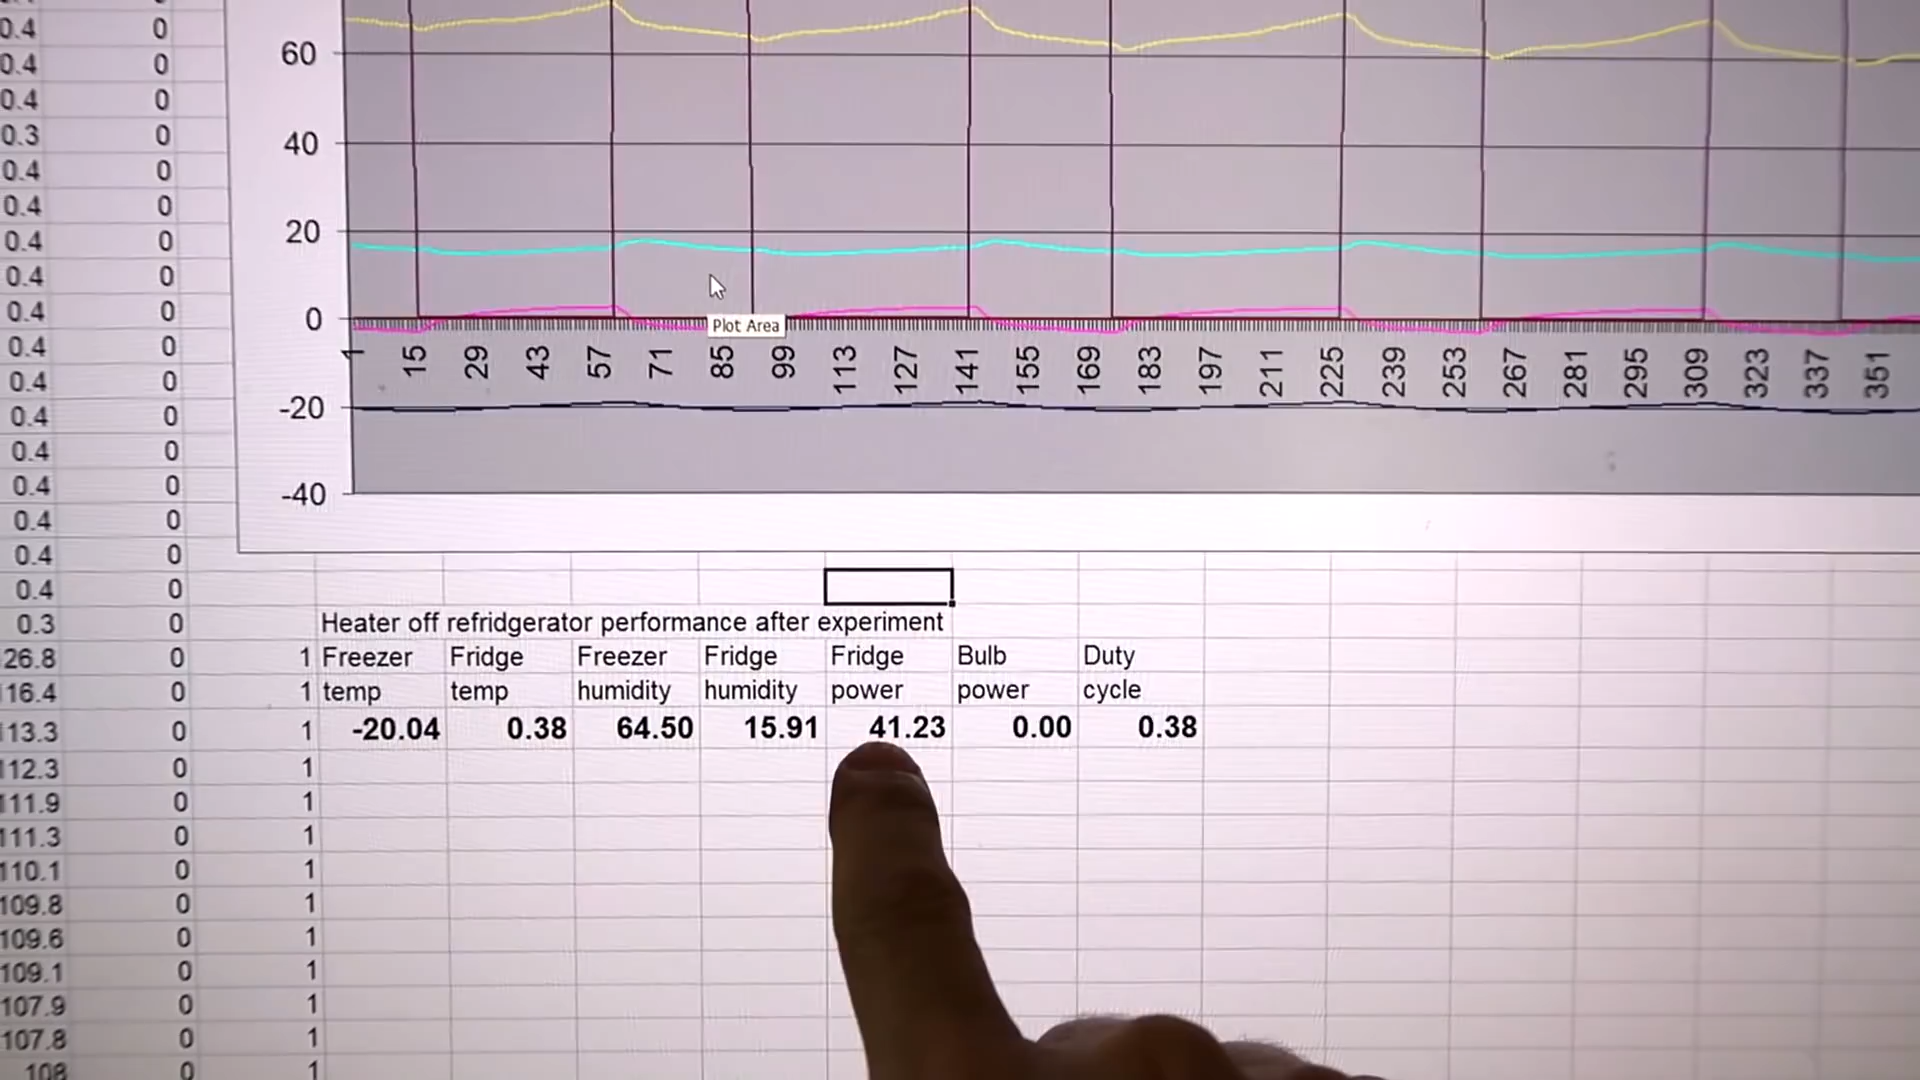 60
40
20
0
-20
-40
1 15 29 43 57 71 85 99 113 127 141 155 169 183 197 211 225 239 253 267 281 295 309 323 337 351
Plot Area
0.4 0
0.4 0
0.4 0
0.3 0
0.4 0
0.4 0
0.4 0
0.4 0
0.4 0
0.4 0
0.4 0
0.4 0
0.4 0
0.4 0
0.4 0
0.4 0
0.4 0
0.3 0
Heater off refridgerator performance after experiment
26.8 0 1 Freezer Fridge Freezer Fridge Fridge Bulb Duty
16.4 0 1 temp temp humidity humidity power power cycle
113.3 0 1 -20.04 0.38 64.50 15.91 41.23 0.00 0.38
112.3 0 1
111.9 0 1
111.3 0 1
110.1 0 1
109.8 0 1
109.6 0 1
109.1 0 1
107.9 0 1
107.8 0 1
108 0 1